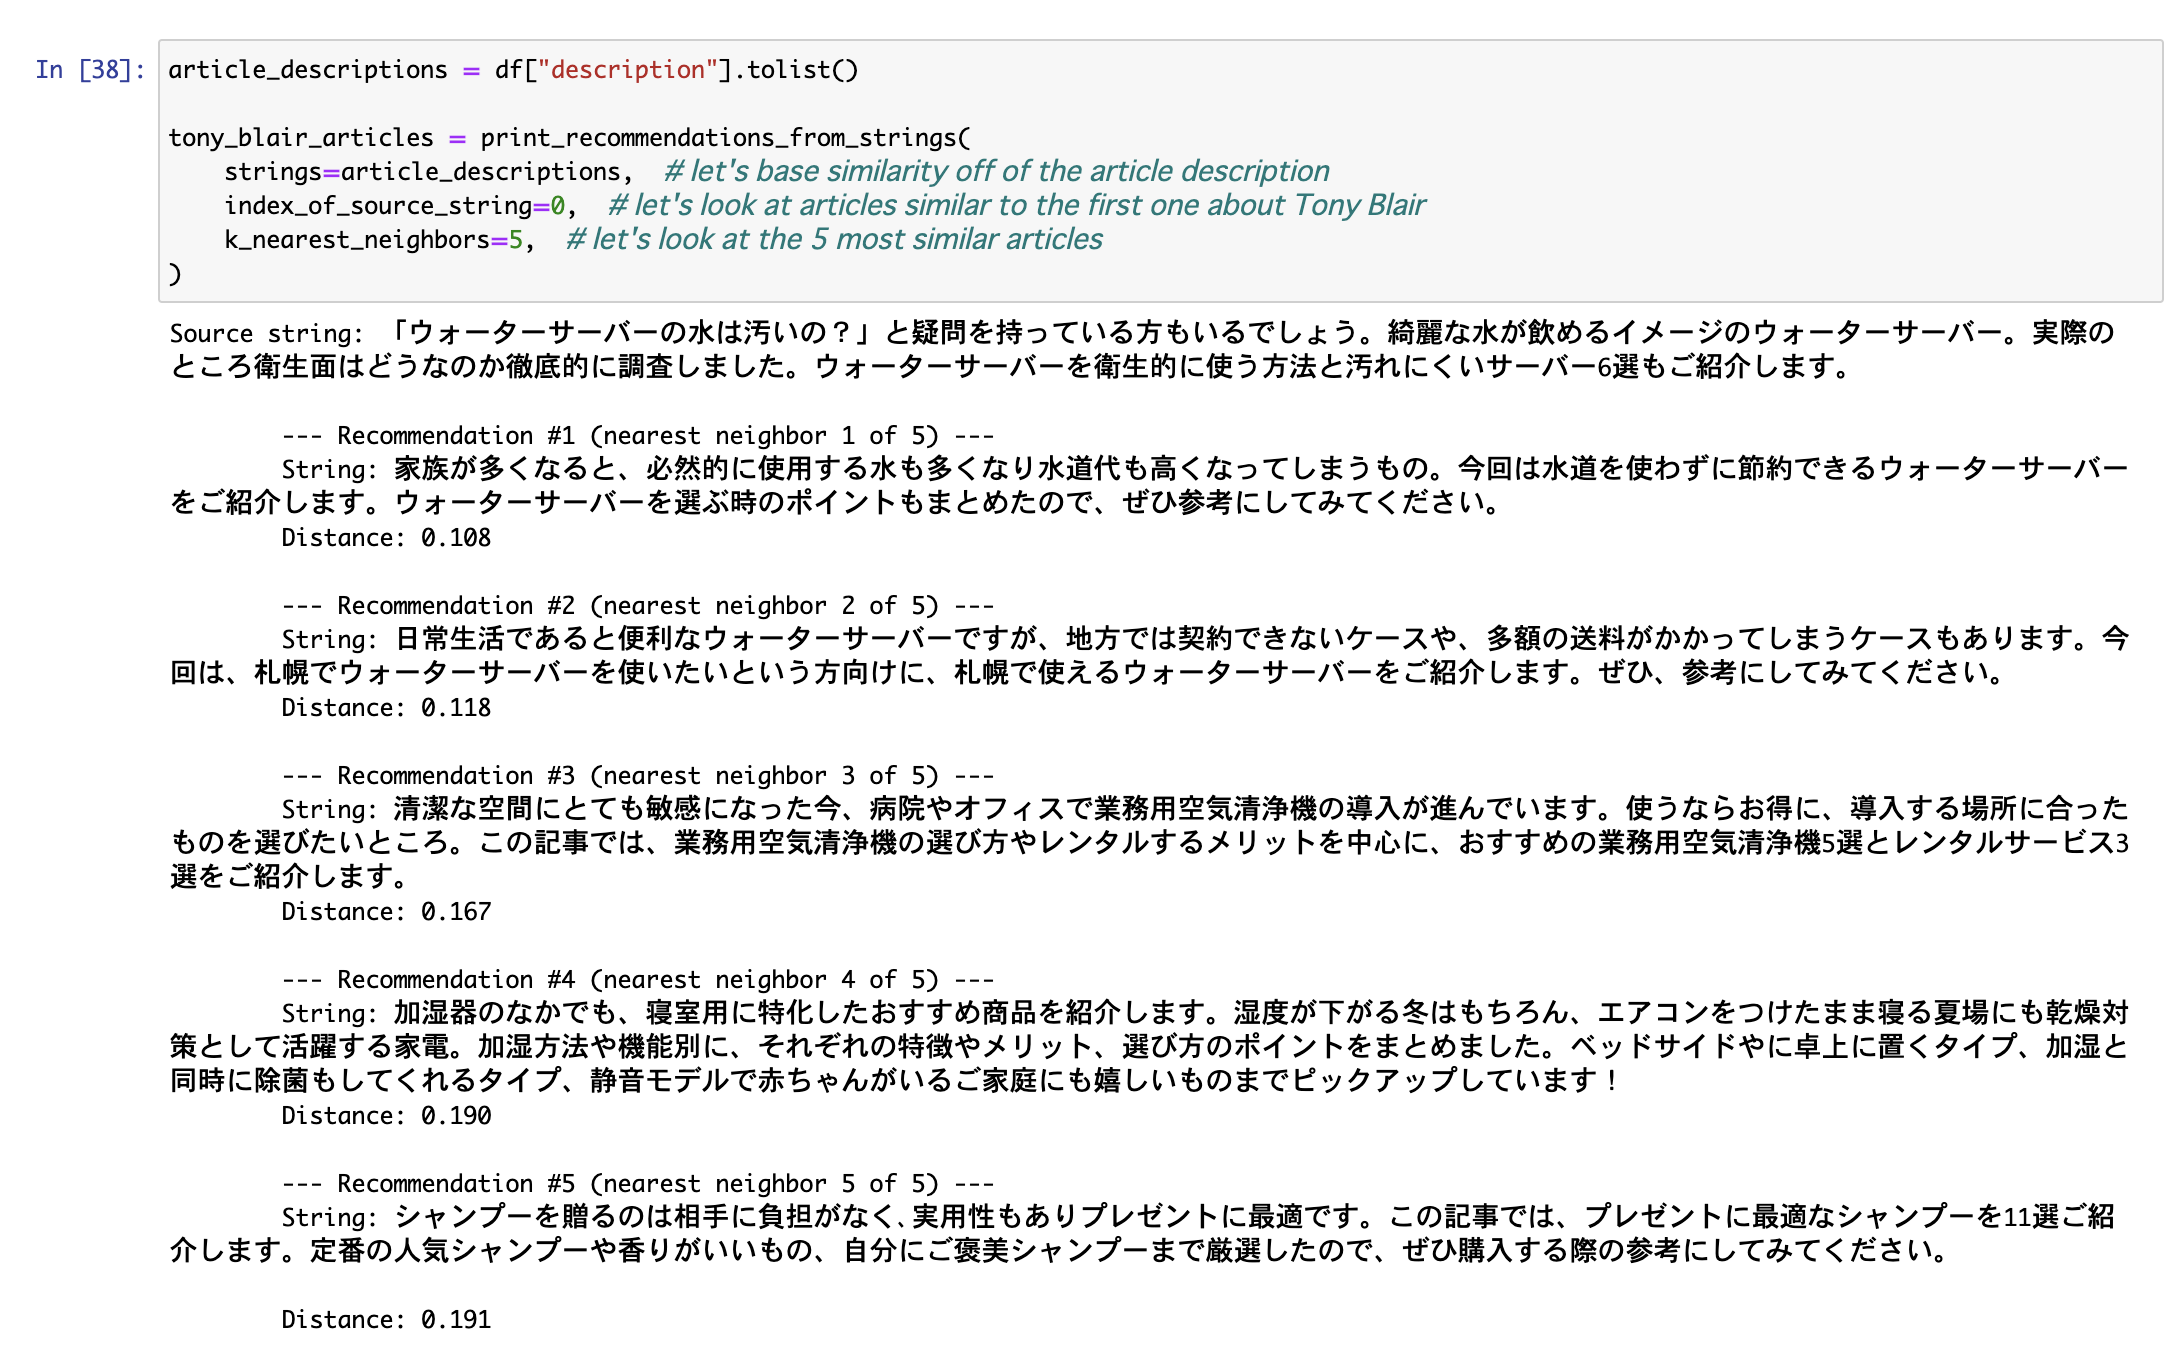 In [38]: article_descriptions = df["description"].tolist()
tony_blair_articles = print_recommendations_from_strings(
strings=article_descriptions,  # let's base similarity off of the article description
index_of_source_string=0,  # let's look at articles similar to the first one about Tony Blair
k_nearest_neighbors=5,  # let's look at the 5 most similar articles
)
Source string: 「ウォーターサーバーの水は汚いの？」と疑問を持っている方もいるでしょう。綺麗な水が飲めるイメージのウォーターサーバー。実際の
ところ衛生面はどうなのか徹底的に調査しました。ウォーターサーバーを衛生的に使う方法と汚れにくいサーバー6選もご紹介します。
--- Recommendation #1 (nearest neighbor 1 of 5) ---
String: 家族が多くなると、必然的に使用する水も多くなり水道代も高くなってしまうもの。今回は水道を使わずに節約できるウォーターサーバー
をご紹介します。ウォーターサーバーを選ぶ時のポイントもまとめたので、ぜひ参考にしてみてください。
Distance: 0.108
--- Recommendation #2 (nearest neighbor 2 of 5) ---
String: 日常生活であると便利なウォーターサーバーですが、地方では契約できないケースや、多額の送料がかかってしまうケースもあります。今
回は、札幌でウォーターサーバーを使いたいという方向けに、札幌で使えるウォーターサーバーをご紹介します。ぜひ、参考にしてみてください。
Distance: 0.118
--- Recommendation #3 (nearest neighbor 3 of 5) ---
String: 清潔な空間にとても敏感になった今、病院やオフィスで業務用空気清浄機の導入が進んでいます。使うならお得に、導入する場所に合った
ものを選びたいところ。この記事では、業務用空気清浄機の選び方やレンタルするメリットを中心に、おすすめの業務用空気清浄機5選とレンタルサービス3
選をご紹介します。
Distance: 0.167
--- Recommendation #4 (nearest neighbor 4 of 5) ---
String: 加湿器のなかでも、寝室用に特化したおすすめ商品を紹介します。湿度が下がる冬はもちろん、エアコンをつけたまま寝る夏場にも乾燥対
策として活躍する家電。加湿方法や機能別に、それぞれの特徴やメリット、選び方のポイントをまとめました。ベッドサイドやに卓上に置くタイプ、加湿と
同時に除菌もしてくれるタイプ、静音モデルで赤ちゃんがいるご家庭にも嬉しいものまでピックアップしています！
Distance: 0.190
--- Recommendation #5 (nearest neighbor 5 of 5) ---
String: シャンプーを贈るのは相手に負担がなく､実用性もありプレゼントに最適です。この記事では、プレゼントに最適なシャンプーを11選ご紹
介します。定番の人気シャンプーや香りがいいもの、自分にご褒美シャンプーまで厳選したので、ぜひ購入する際の参考にしてみてください。
Distance: 0.191